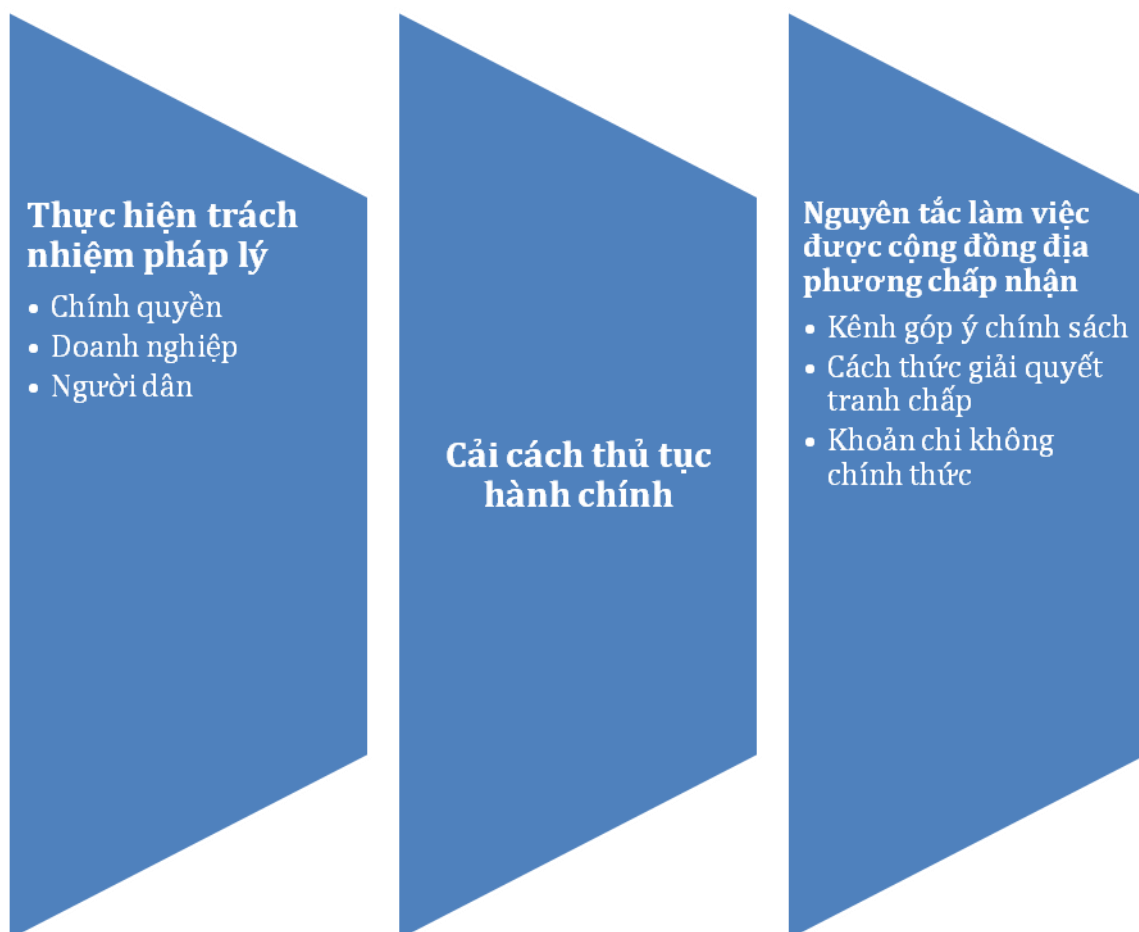 Thực hiện trách
nhiệm pháp lý
• Chính quyền
• Doanh nghiệp
• Người dân
Cải cách thủ tục
hành chính
Nguyên tắc làm việc
được cộng đồng địa
phương chấp nhận
• Kênh góp ý chính sách
• Cách thức giải quyết
tranh chấp
• Khoản chi không
chính thức